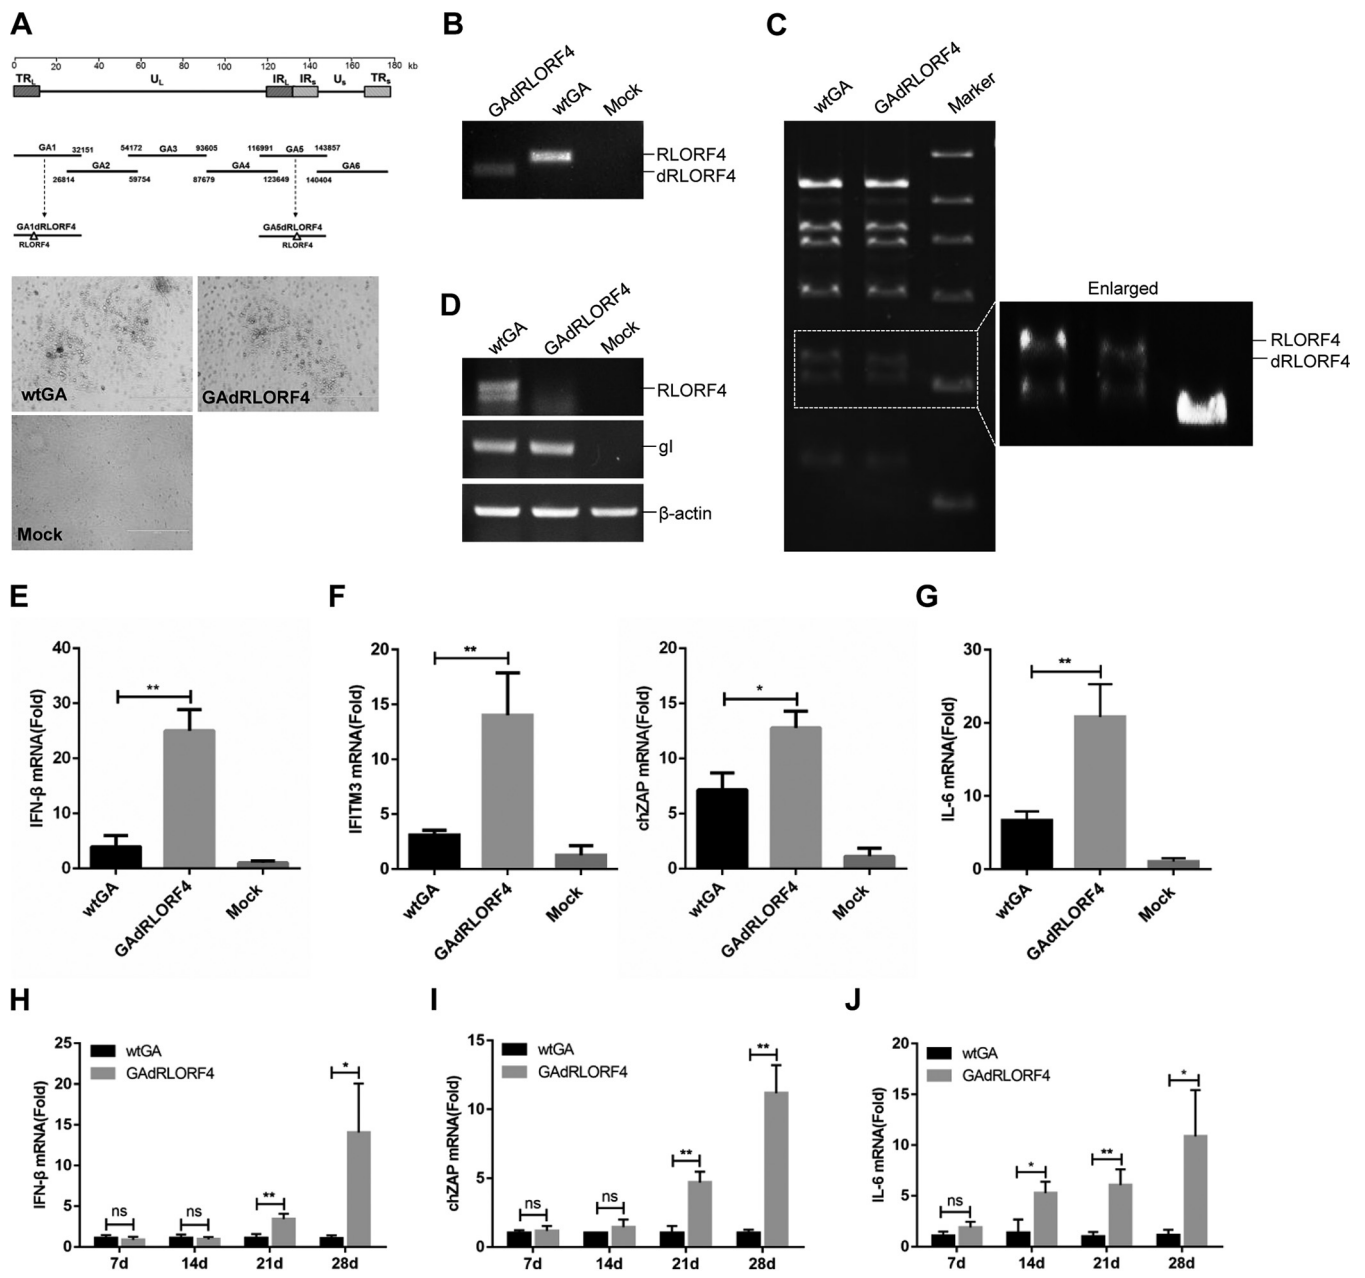 A
0 20 40 60 80 100 120 140 160 180 kb
TRL UL IRL IRS US TRS
GA1 32151 54172 GA3 93605 116991 GA5 143857
26814 GA2 59754 87679 GA4 123649 140404 GA6
GA1dRLORF4 GA5dRLORF4
RLORF4 RLORF4
wtGA
GAdRLORF4
Mock
B
GAdRLORF4 wtGA Mock
RLORF4
dRLORF4
C
wtGA GAdRLORF4 Marker
Enlarged
RLORF4
dRLORF4
D
wtGA GAdRLORF4 Mock
RLORF4
gI
β-actin
E
IFN-β mRNA(Fold)
40
30
20
10
0
**
wtGA GAdRLORF4 Mock
F
IFITM3 mRNA(Fold)
20
15
10
5
0
**
wtGA GAdRLORF4 Mock
chZAP mRNA(Fold)
20
15
10
5
0
*
wtGA GAdRLORF4 Mock
G
IL-6 mRNA(Fold)
30
20
10
0
**
wtGA GAdRLORF4 Mock
H
IFN-β mRNA(Fold)
25
20
15
10
5
0
wtGA
GAdRLORF4
ns ns ** *
7d 14d 21d 28d
I
chZAP mRNA(Fold)
15
10
5
0
wtGA
GAdRLORF4
ns ns ** **
7d 14d 21d 28d
J
IL-6 mRNA(Fold)
20
15
10
5
0
wtGA
GAdRLORF4
ns * ** *
7d 14d 21d 28d